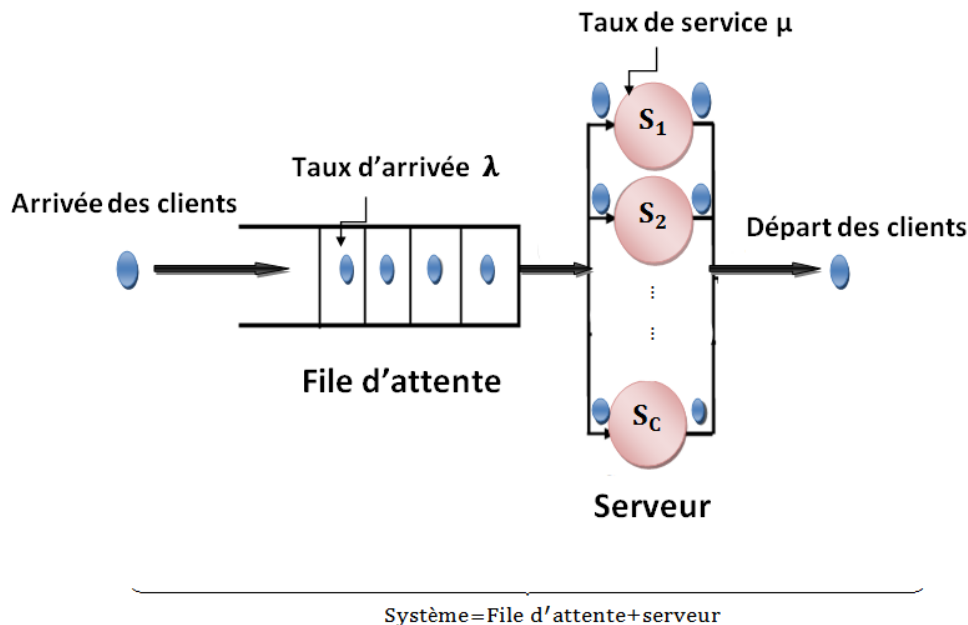 Taux de service μ
S1
Taux d'arrivée λ
Arrivée des clients
S2
Départ des clients
File d'attente
SC
Serveur
Système=File d'attente+serveur